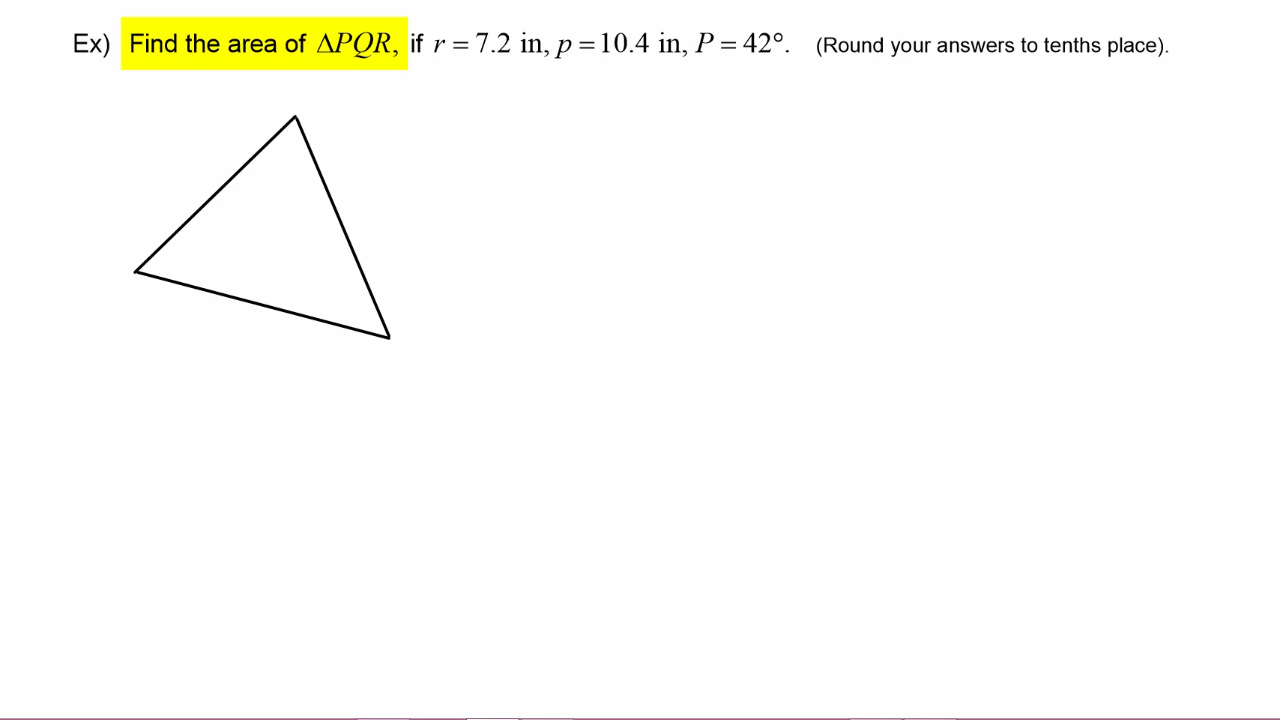 Ex) Find the area of ΔPQR, if r = 7.2 in, p = 10.4 in, P = 42°. (Round your answers to tenths place).